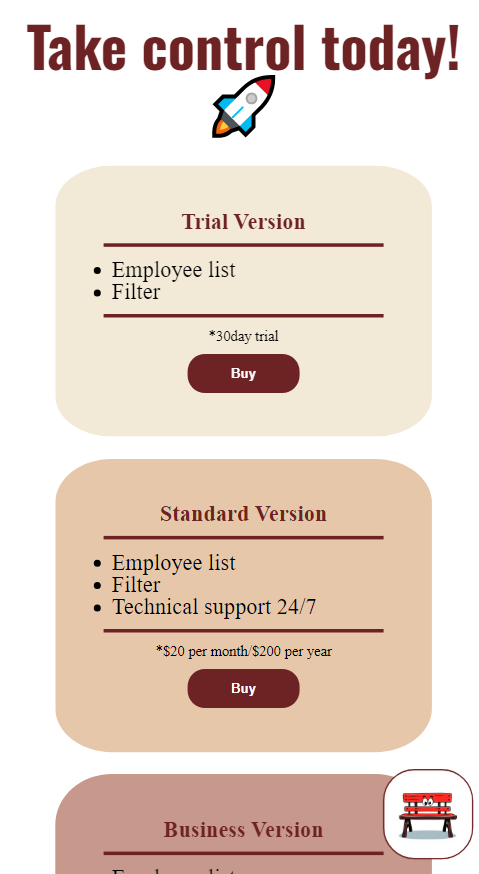 Take control today!
Trial Version
Employee list
Filter
*30day trial
Buy
Standard Version
Employee list
Filter
Technical support 24/7
*$20 per month/$200 per year
Buy
Business Version